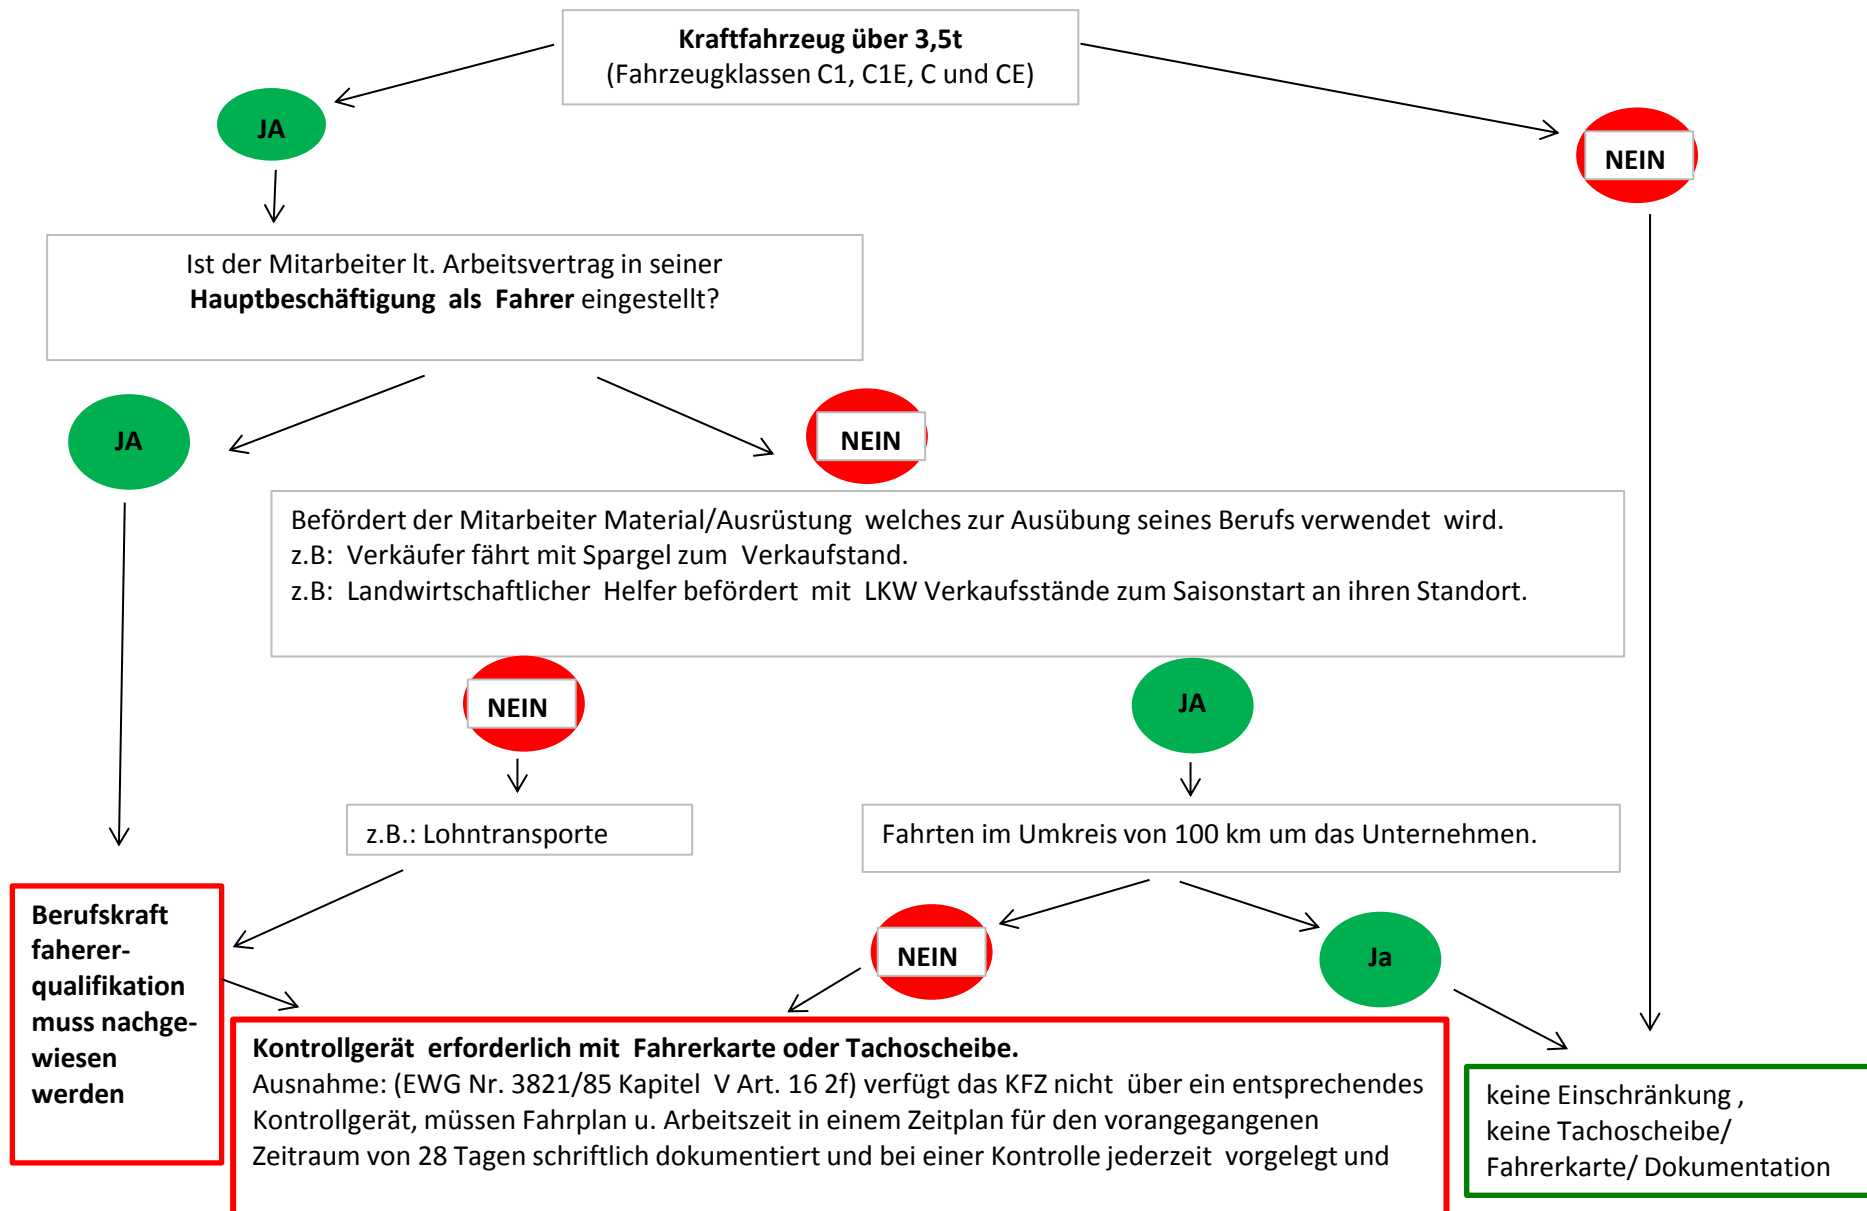 Kraftfahrzeug über 3,5t
(Fahrzeugklassen C1, C1E, C und CE)
JA
NEIN
Ist der Mitarbeiter lt. Arbeitsvertrag in seiner
Hauptbeschäftigung als Fahrer eingestellt?
JA
NEIN
Befördert der Mitarbeiter Material/Ausrüstung welches zur Ausübung seines Berufs verwendet wird.
z.B: Verkäufer fährt mit Spargel zum Verkaufstand.
z.B: Landwirtschaftlicher Helfer befördert mit LKW Verkaufsstände zum Saisonstart an ihren Standort.
NEIN
JA
z.B.: Lohntransporte
Fahrten im Umkreis von 100 km um das Unternehmen.
NEIN
Ja
Berufskraft
faherer-
qualifikation
muss nachge-
wiesen
werden
Kontrollgerät erforderlich mit Fahrerkarte oder Tachoscheibe.
Ausnahme: (EWG Nr. 3821/85 Kapitel V Art. 16 2f) verfügt das KFZ nicht über ein entsprechendes
Kontrollgerät, müssen Fahrplan u. Arbeitszeit in einem Zeitplan für den vorangegangenen
Zeitraum von 28 Tagen schriftlich dokumentiert und bei einer Kontrolle jederzeit vorgelegt und
keine Einschränkung ,
keine Tachoscheibe/
Fahrerkarte/ Dokumentation